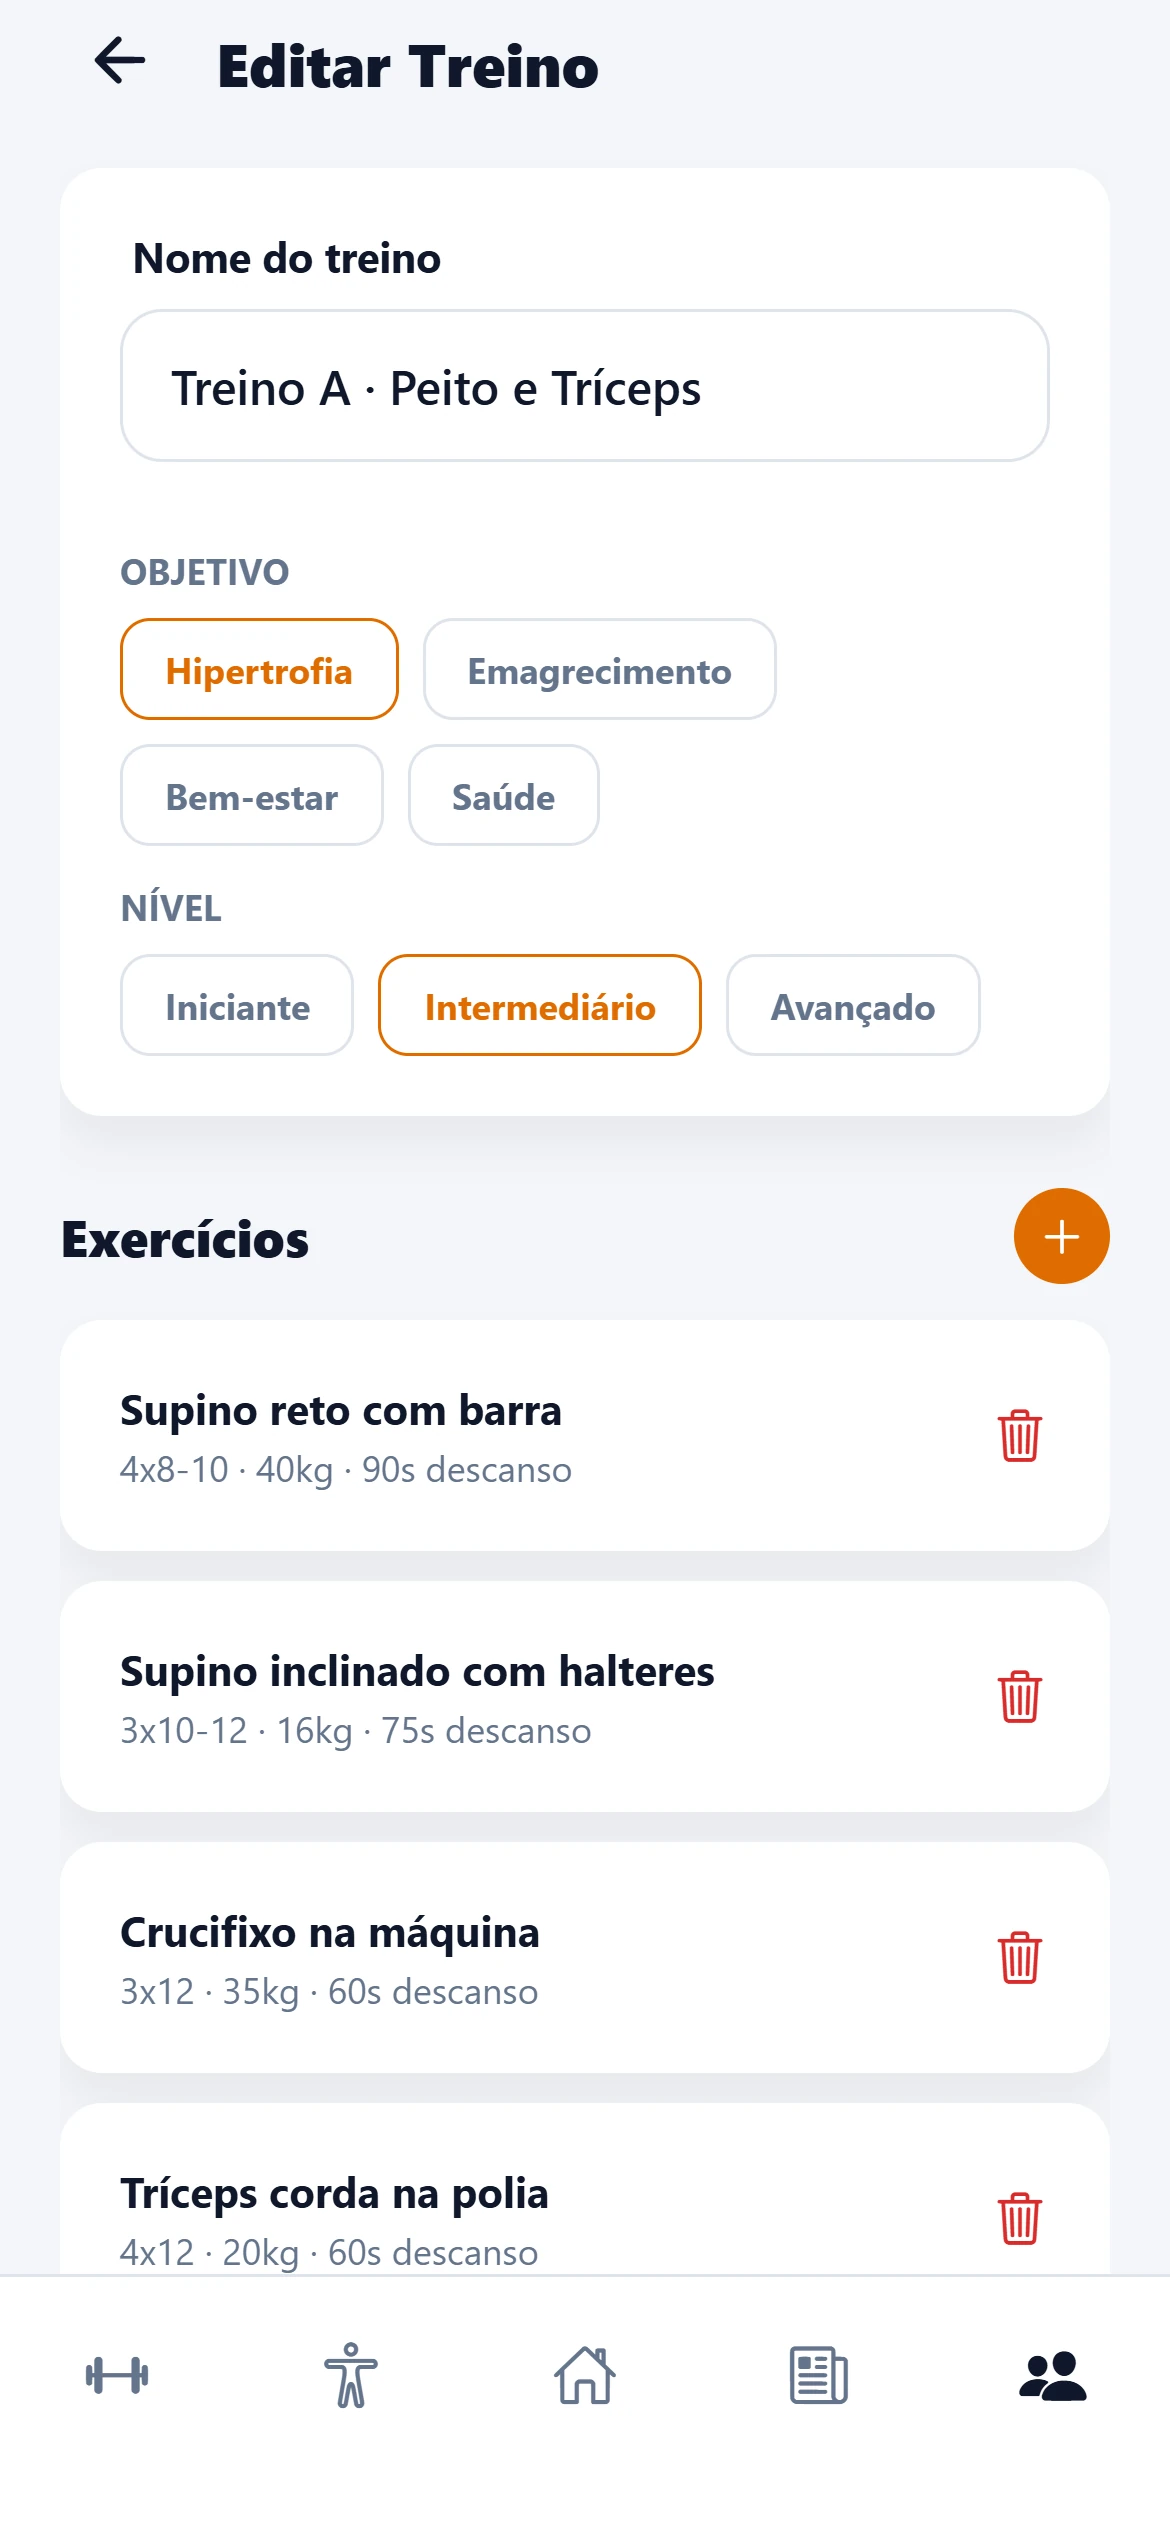 Editar Treino
Nome do treino
Treino A · Peito e Tríceps
OBJETIVO
Hipertrofia
Emagrecimento
Bem-estar
Saúde
NÍVEL
Iniciante
Intermediário
Avançado
Exercícios
Supino reto com barra
4x8-10 · 40kg · 90s descanso
Supino inclinado com halteres
3x10-12 · 16kg · 75s descanso
Crucifixo na máquina
3x12 · 35kg · 60s descanso
Tríceps corda na polia
4x12 · 20kg · 60s descanso